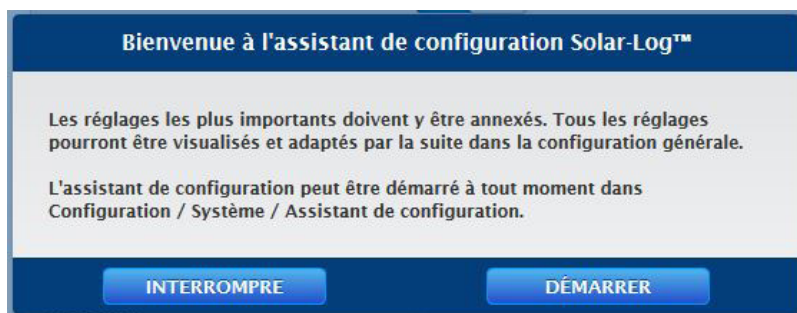 Bienvenue à l'assistant de configuration Solar-Log™
Les réglages les plus importants doivent y être annexés. Tous les réglages
pourront être visualisés et adaptés par la suite dans la configuration générale.
L'assistant de configuration peut être démarré à tout moment dans
Configuration / Système / Assistant de configuration.
INTERROMPRE
DÉMARRER